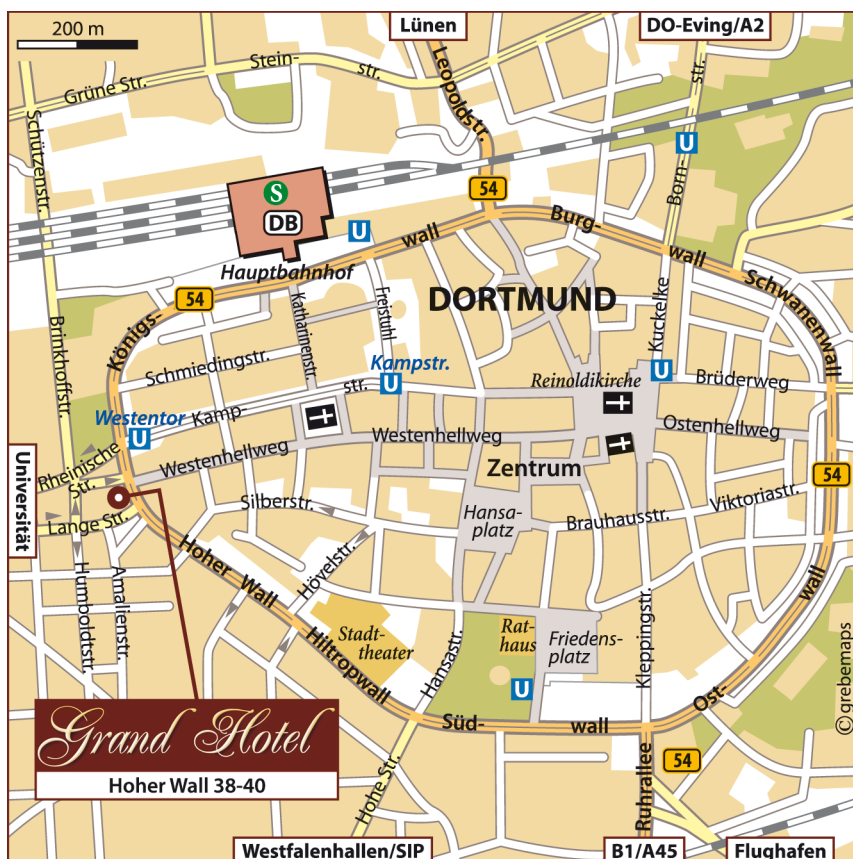 200 m
Lünen
DO-Eving/A2
Grüne Str.
Stein-
str.
Leopoldstr.
Born-
str.
Schützenstr.
U
S
DB
Hauptbahnhof
U
54
54
Königs-
wall
Burg-
wall
Schwanenwall
DORTMUND
Katharinenstr.
Freistuhl
Kuckelke
Brinkhoffstr.
Schmiedingstr.
Kampstr.
U
Kamp-
str.
Reinoldikirche
U
Brüderweg
Westentor
U
Westenhellweg
Westenhellweg
Ostenhellweg
Zentrum
Rheinische
Str.
Universität
Lange Str.
Silberstr.
Hansa-
platz
Brauhausstr.
Viktoriastr.
54
Hoher Wall
Hövelstr.
Humboldtstr.
Amalienstr.
Hiltropwall
Stadt-
theater
Hansastr.
Rat-
haus
Friedens-
platz
Kleppingstr.
U
Süd-
wall
Ost-
wall
54
Grand Hotel
Hoher Wall 38-40
Hohe Str.
Ruhrallee
Westfalenhallen/SIP
B1/A45
Flughafen
© grebemaps